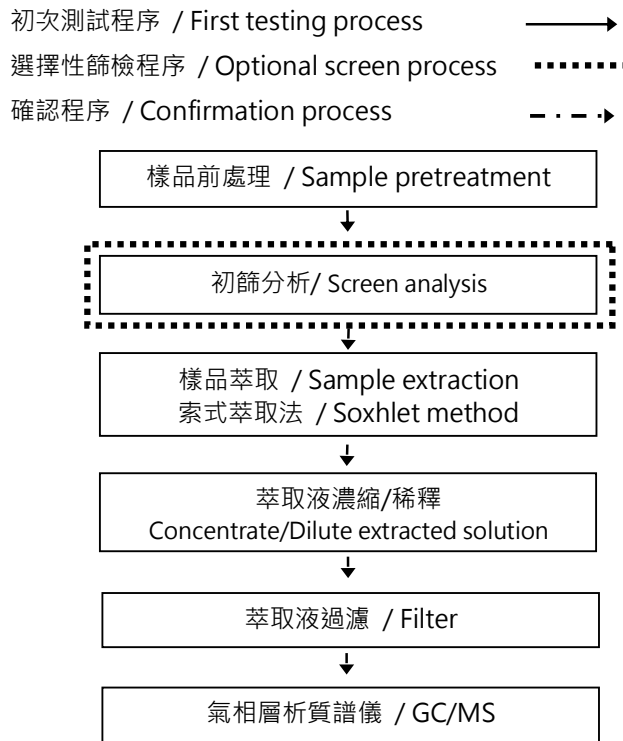 初次測試程序 / First testing process
選擇性篩檢程序 / Optional screen process
確認程序 / Confirmation process
樣品前處理 / Sample pretreatment
初篩分析/ Screen analysis
樣品萃取 / Sample extraction
索式萃取法 / Soxhlet method
萃取液濃縮/稀釋
Concentrate/Dilute extracted solution
萃取液過濾 / Filter
氣相層析質譜儀 / GC/MS